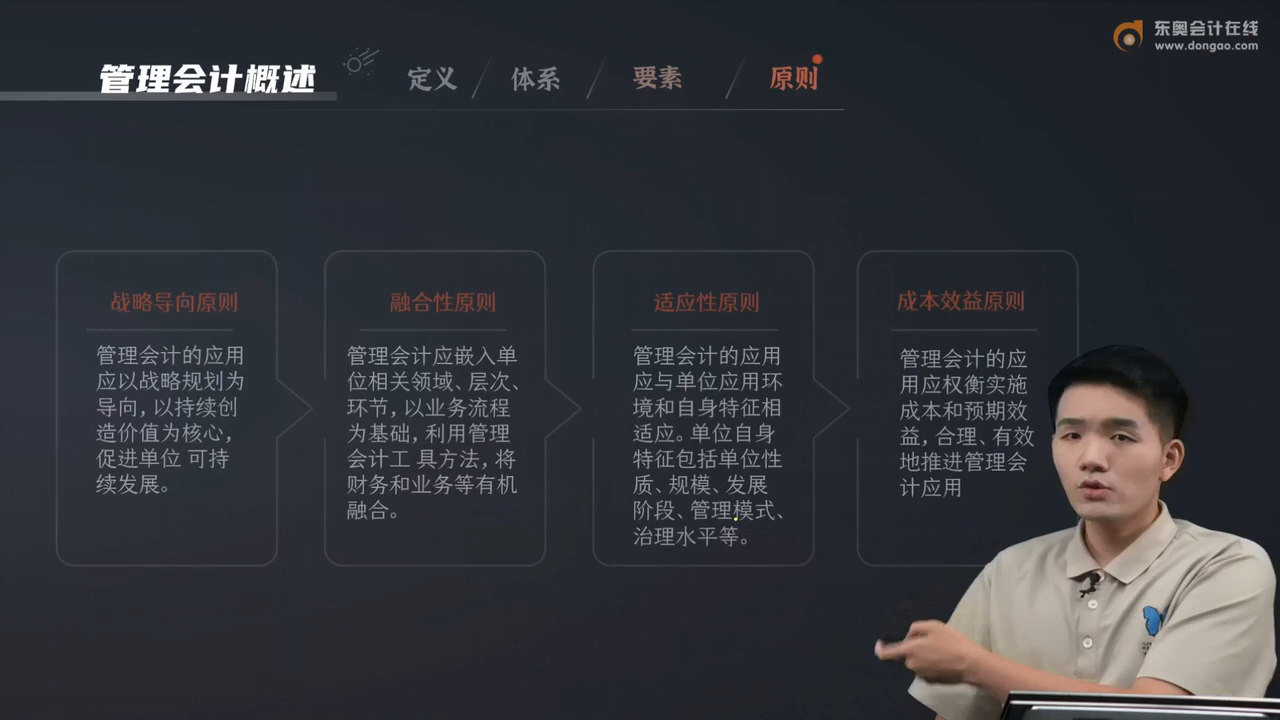 东奥会计在线
www.dongao.com
管理会计概述
定义
体系
要素
原则
战略导向原则
管理会计的应用
应以战略规划为
导向，以持续创
造价值为核心，
促进单位 可持
续发展。
融合性原则
管理会计应嵌入单
位相关领域、层次、
环节，以业务流程
为基础，利用管理
会计工 具方法，将
财务和业务等有机
融合。
适应性原则
管理会计的应用
应与单位应用环
境和自身特征相
适应。单位自身
特征包括单位性
质、规模、发展
阶段、管理模式、
治理水平等。
成本效益原则
管理会计的应
用应权衡实施
成本和预期效
益，合理、有效
地推进管理会
计应用